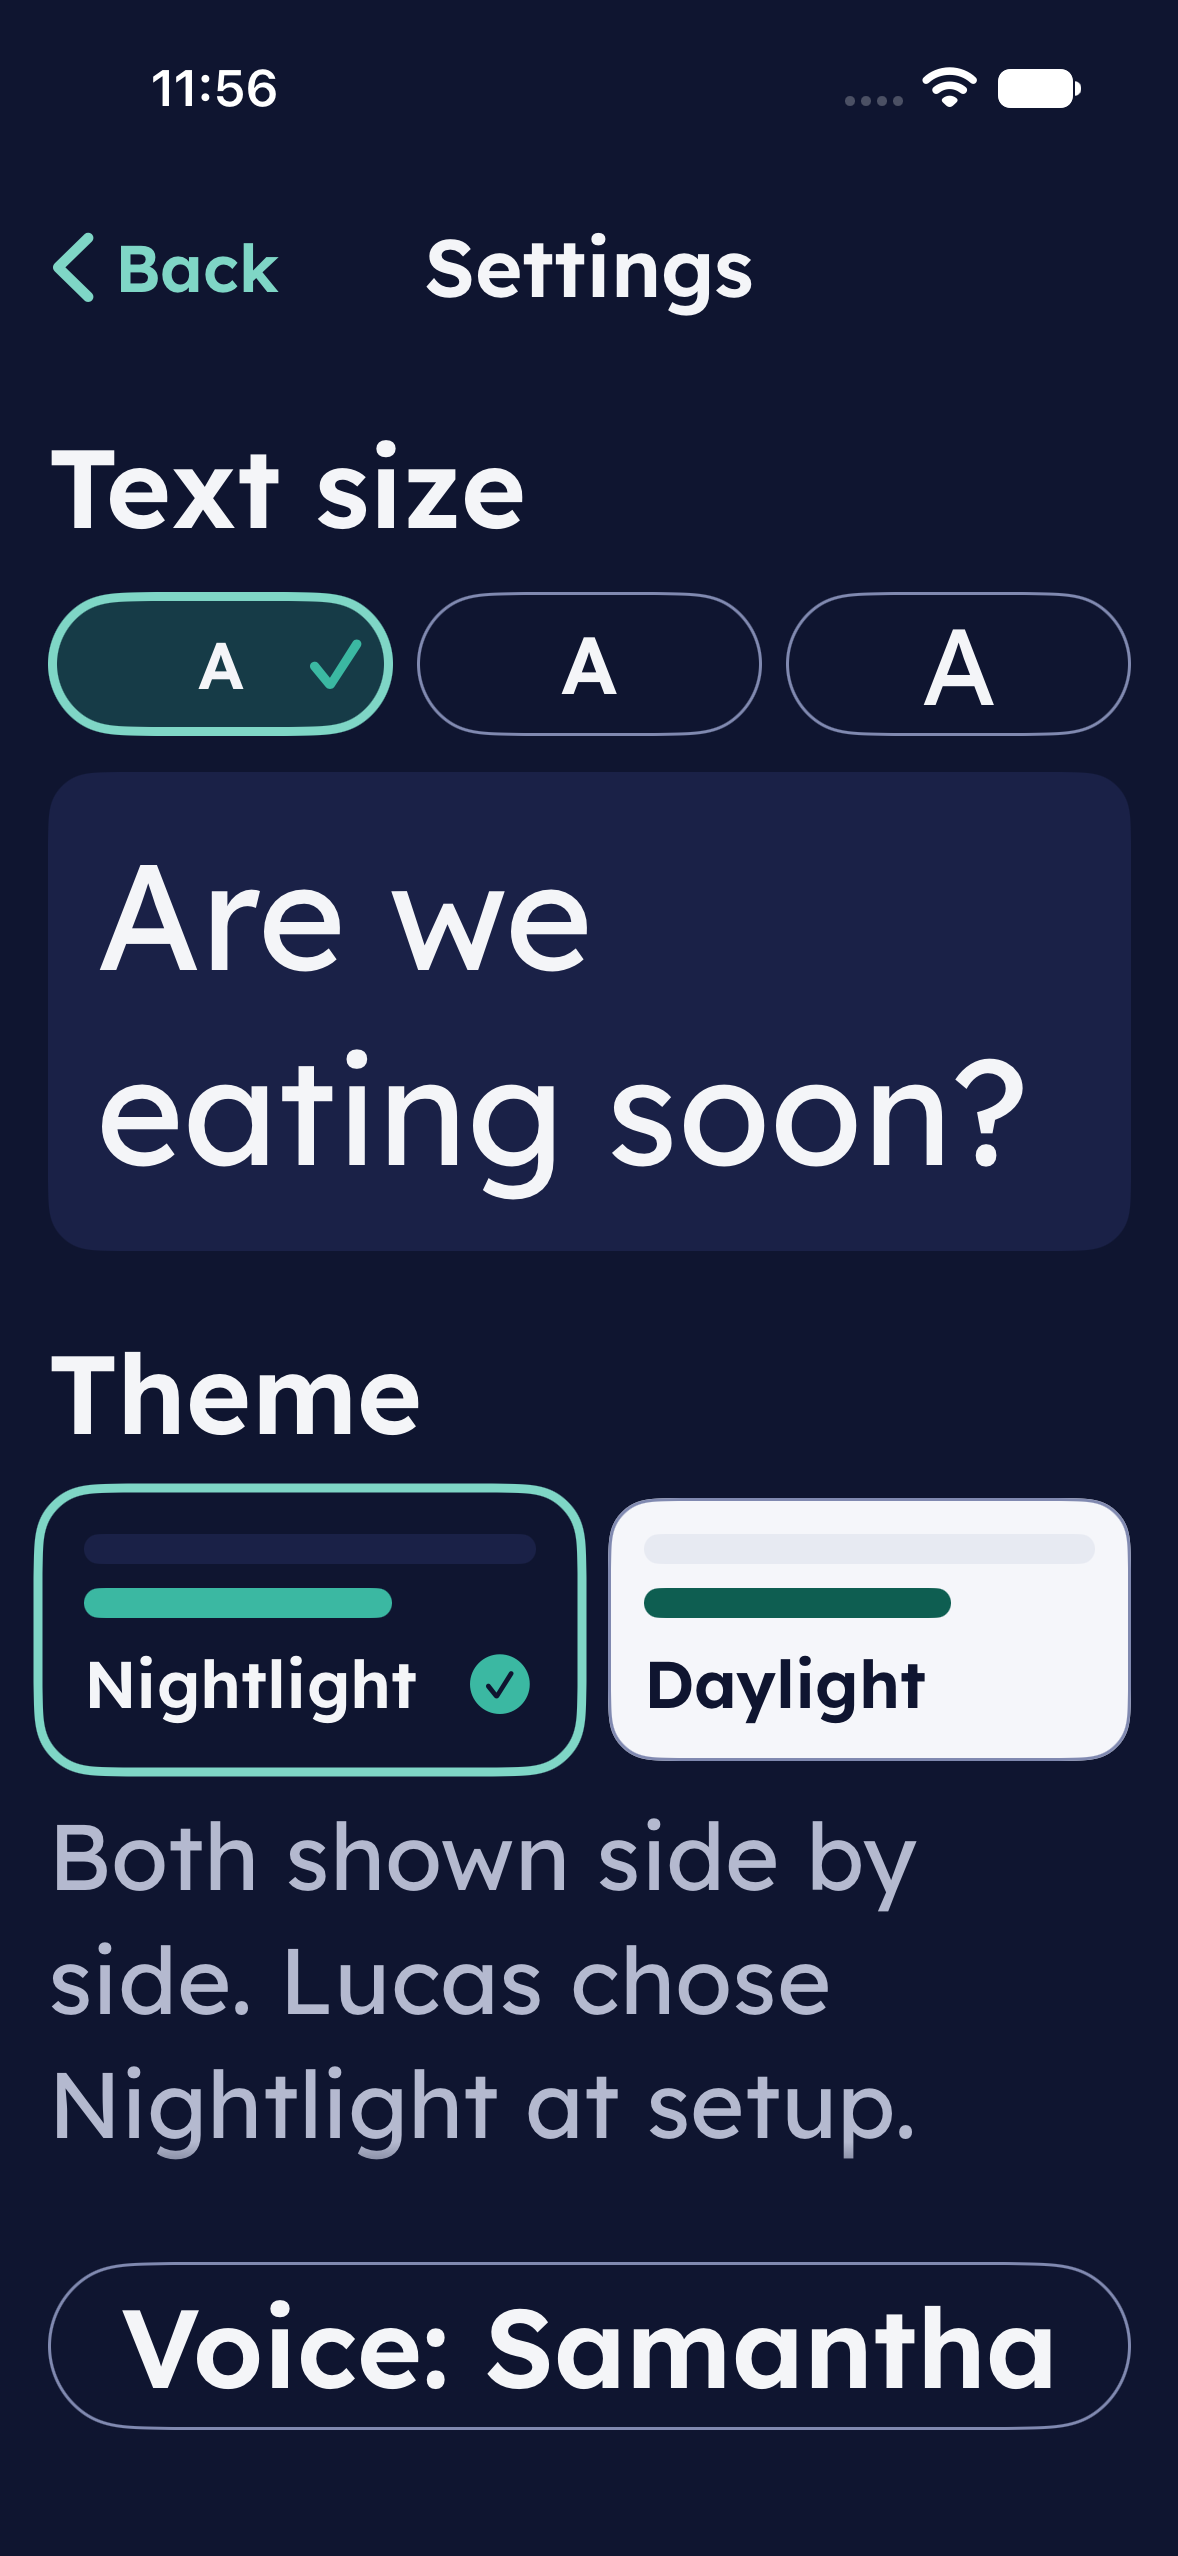 11:56
Back
Settings
Text size
A
A
A
Are we
eating soon?
Theme
Nightlight
Daylight
Both shown side by
side. Lucas chose
Nightlight at setup.
Voice: Samantha